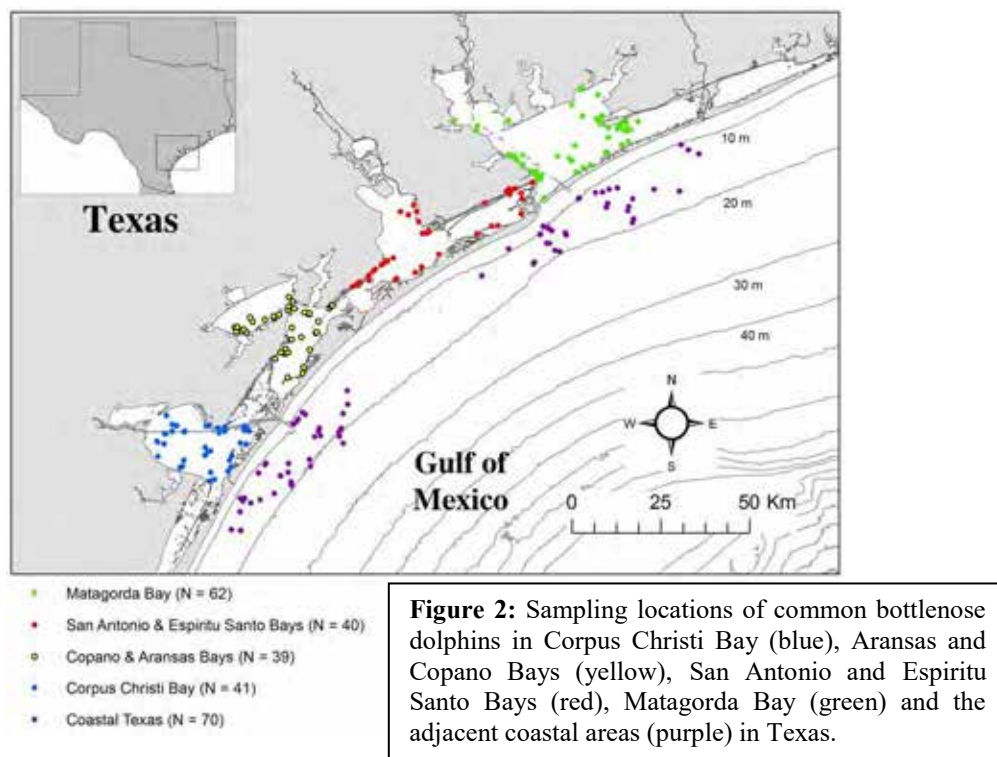 Texas
10 m
20 m
30 m
40 m
N
W E
S
Gulf of
Mexico
0 25 50 Km
Matagorda Bay (N = 62)
San Antonio & Espiritu Santo Bays (N = 40)
Copano & Aransas Bays (N = 39)
Corpus Christi Bay (N = 41)
Coastal Texas (N = 70)
Figure 2: Sampling locations of common bottlenose
dolphins in Corpus Christi Bay (blue), Aransas and
Copano Bays (yellow), San Antonio and Espiritu
Santo Bays (red), Matagorda Bay (green) and the
adjacent coastal areas (purple) in Texas.